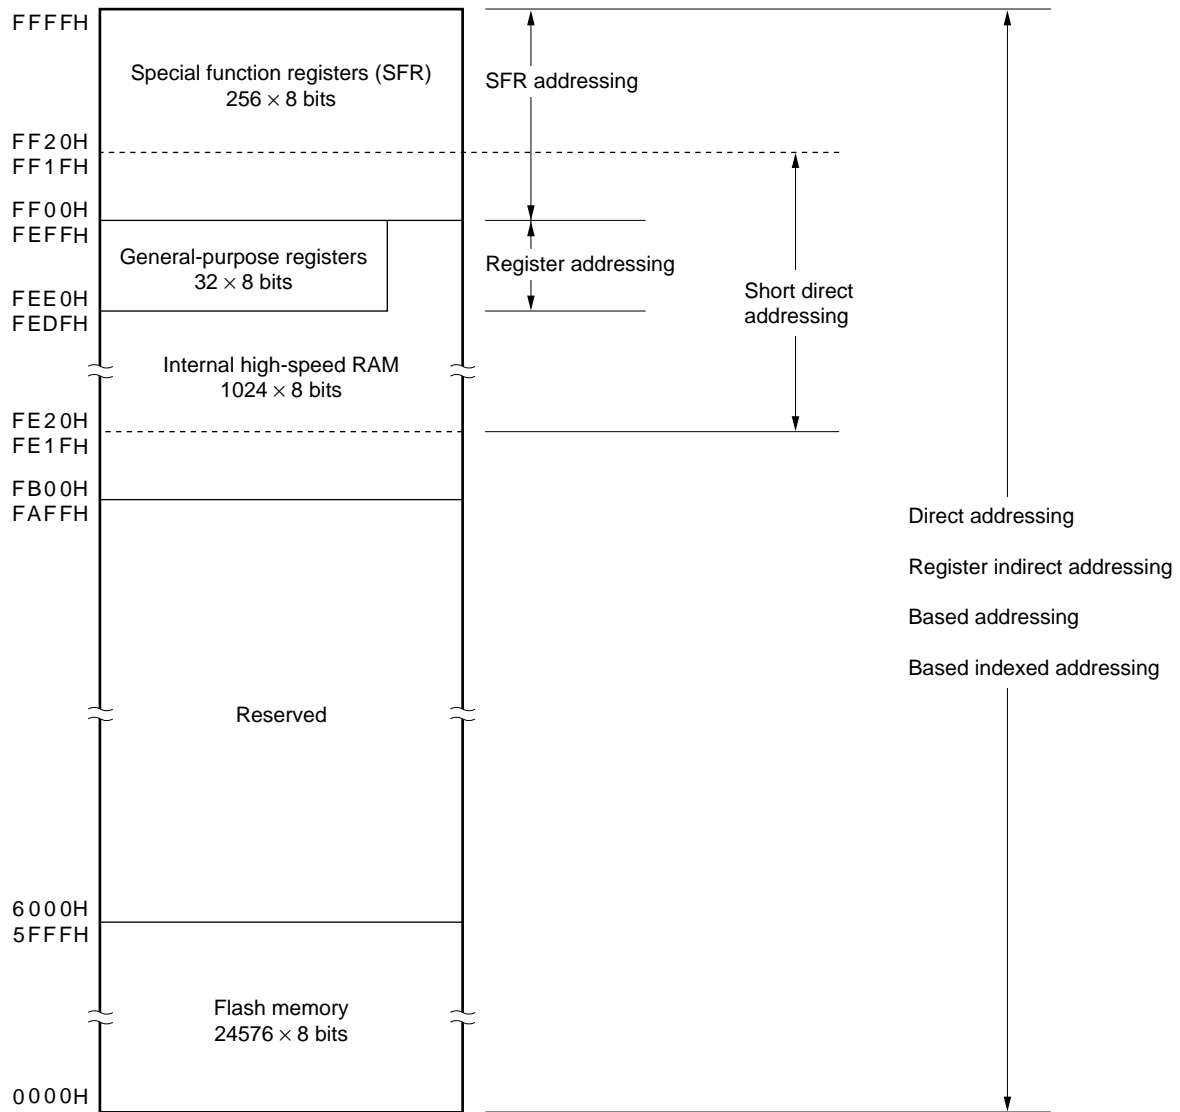 FFFFH
Special function registers (SFR)
256 × 8 bits
SFR addressing
FF20H
FF1FH
FF00H
FEFFH
General-purpose registers
32 × 8 bits
Register addressing
FEE0H
FEDFH
Short direct
addressing
Internal high-speed RAM
1024 × 8 bits
FE20H
FE1FH
FB00H
FAFFH
Direct addressing
Register indirect addressing
Based addressing
Based indexed addressing
Reserved
6000H
5FFFH
Flash memory
24576 × 8 bits
0000H